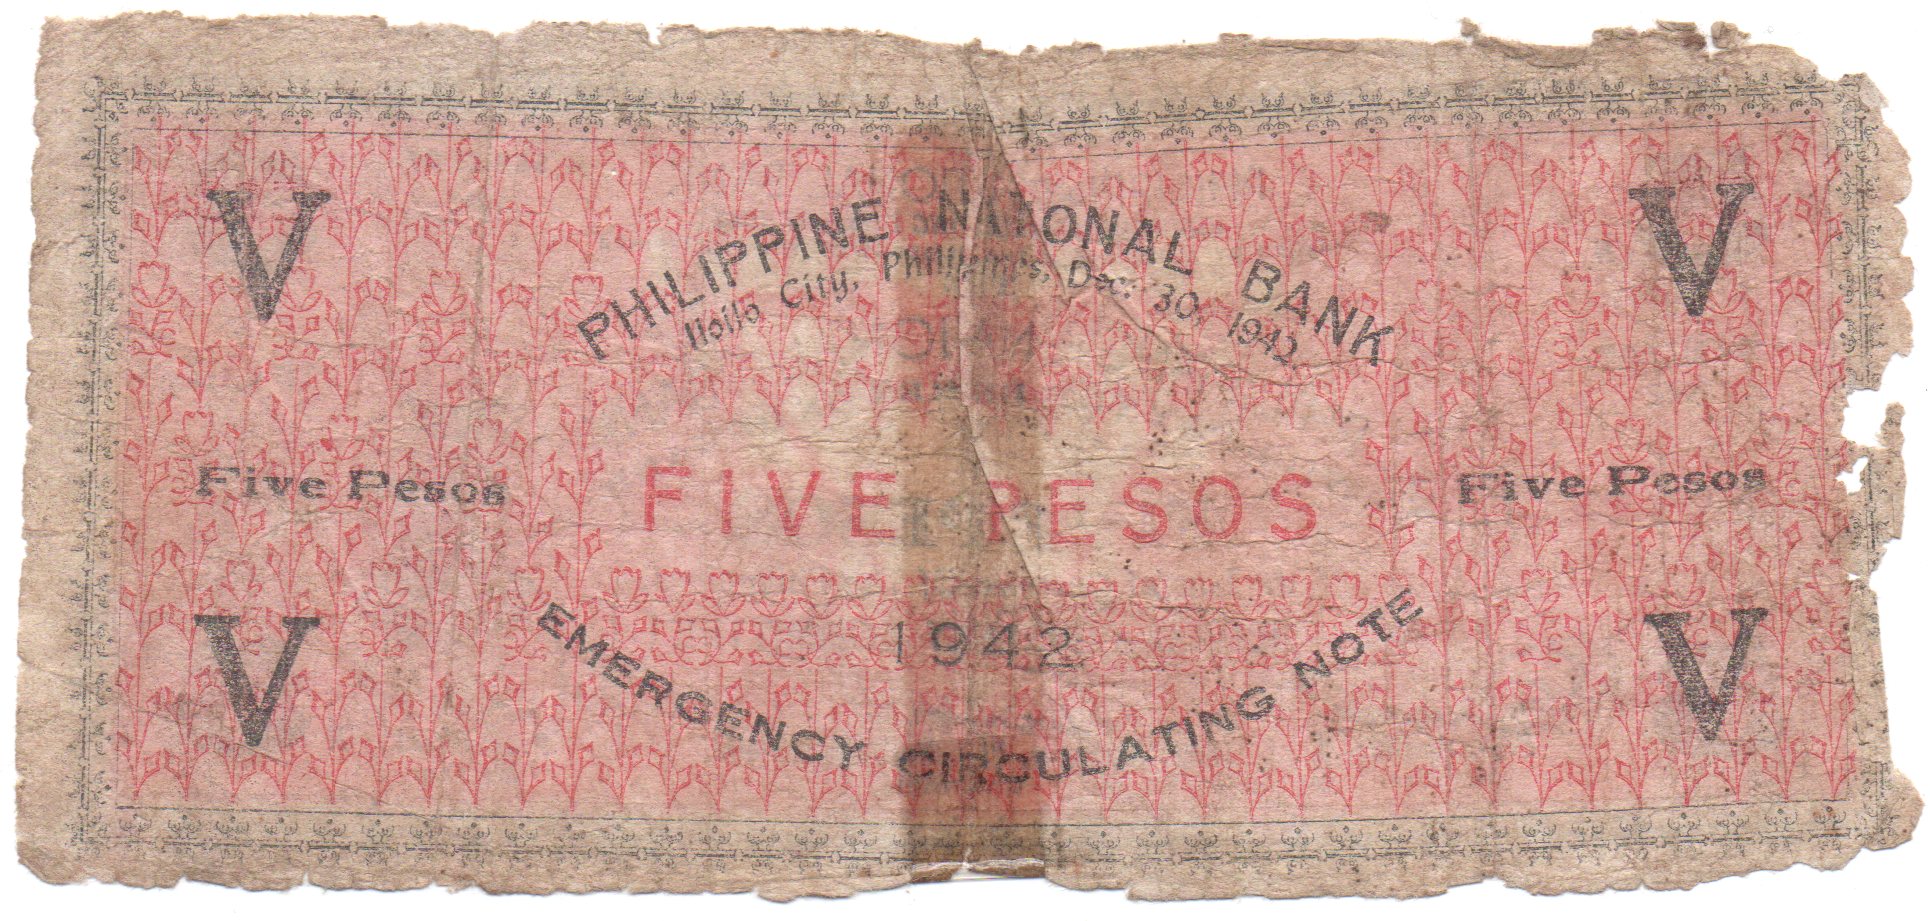 V
V
PHILIPPINE NATIONAL BANK
Iloilo City, Philippines, Dec. 30, 1942
Five Pesos
FIVE PESOS
Five Pesos
1942
V
V
EMERGENCY CIRCULATING NOTE